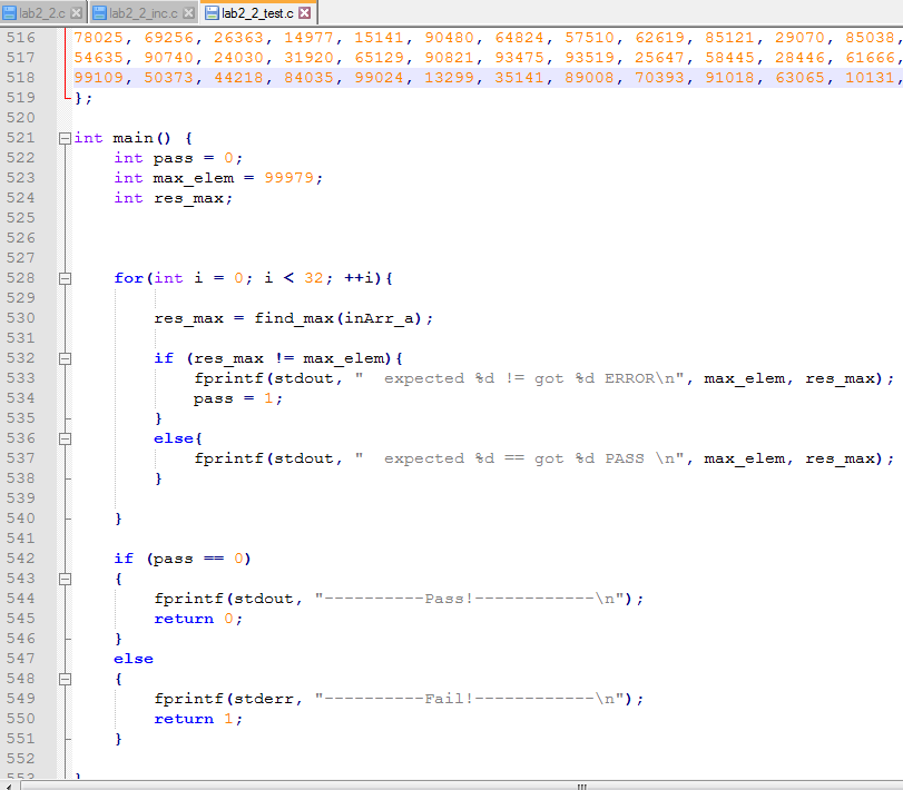 lab2_2.c lab2_2_inc.c lab2_2_test.c
516 78025, 69256, 26363, 14977, 15141, 90480, 64824, 57510, 62619, 85121, 29070, 85038,
517 54635, 90740, 24030, 31920, 65129, 90821, 93475, 93519, 25647, 58445, 28446, 61666,
518 99109, 50373, 44218, 84035, 99024, 13299, 35141, 89008, 70393, 91018, 63065, 10131,
519 };
520
521 int main() {
522 int pass = 0;
523 int max_elem = 99979;
524 int res_max;
525
526
527
528 for(int i = 0; i < 32; ++i){
529
530 res_max = find_max(inArr_a);
531
532 if (res_max != max_elem){
533 fprintf(stdout, "  expected %d != got %d ERROR\n", max_elem, res_max);
534 pass = 1;
535 }
536 else{
537 fprintf(stdout, "  expected %d == got %d PASS \n", max_elem, res_max);
538 }
539
540 }
541
542 if (pass == 0)
543 {
544 fprintf(stdout, "----------Pass!------------\n");
545 return 0;
546 }
547 else
548 {
549 fprintf(stderr, "----------Fail!------------\n");
550 return 1;
551 }
552
553 }